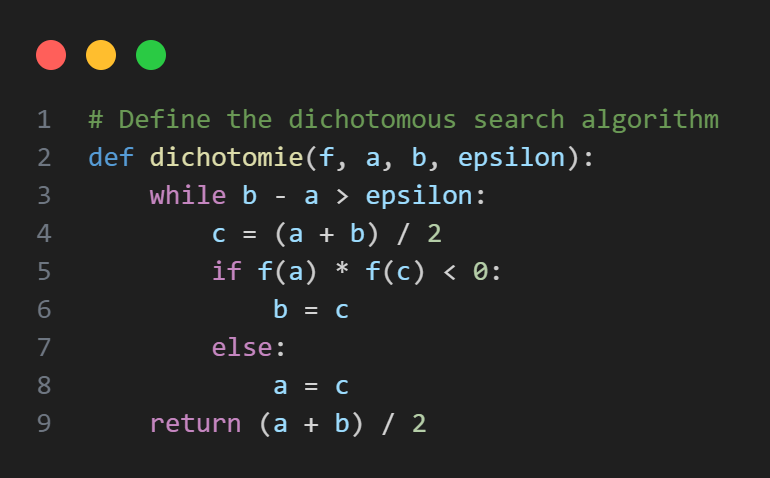 1 # Define the dichotomous search algorithm
2 def dichotomie(f, a, b, epsilon):
3     while b - a > epsilon:
4         c = (a + b) / 2
5         if f(a) * f(c) < 0:
6             b = c
7         else:
8             a = c
9     return (a + b) / 2